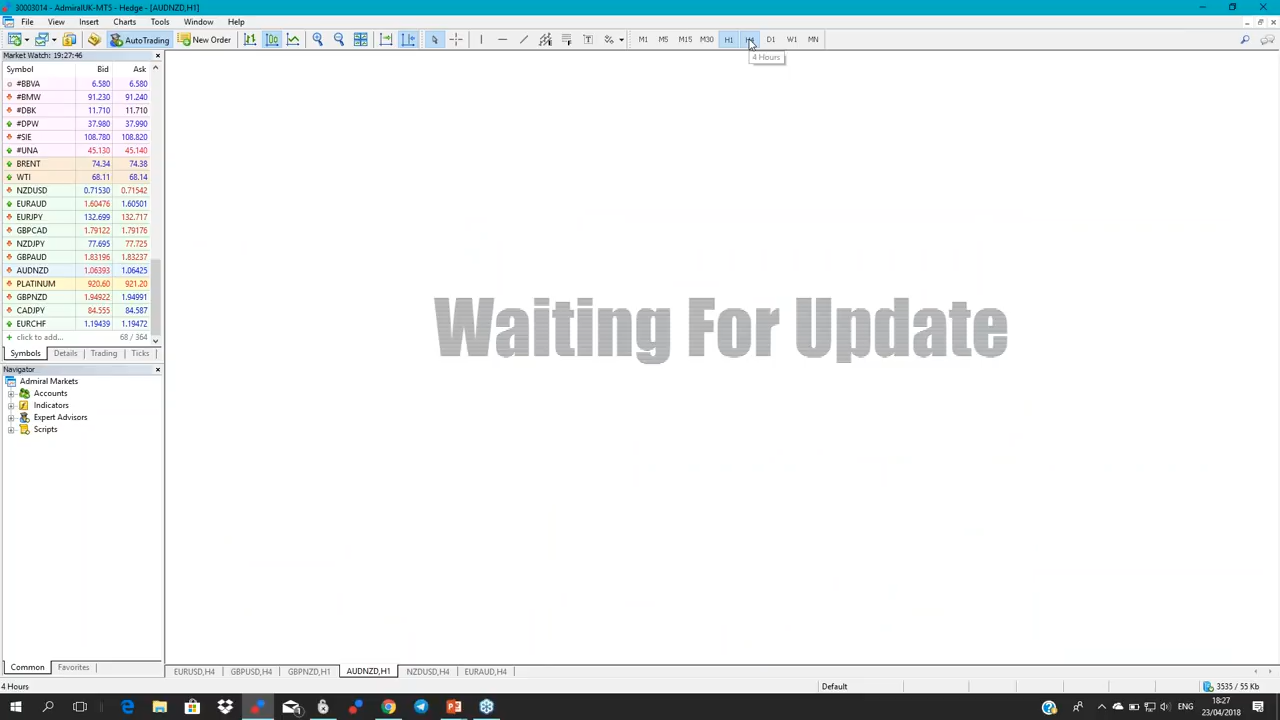 30003014 - AdmiralUK-MT5 - Hedge - [AUDNZD,H1]
File View Insert Charts Tools Window Help
AutoTrading New Order M1 M5 M15 M30 H1 H4 D1 W1 MN
Market Watch: 19:27:46
4 Hours
Symbol Bid Ask
#BBVA 6.580 6.580
#BMW 91.230 91.240
#DBK 11.710 11.710
#DPW 37.980 37.990
#SIE 108.780 108.820
#UNA 45.130 45.140
BRENT 74.34 74.38
WTI 68.11 68.14
NZDUSD 0.71530 0.71542
EURAUD 1.60476 1.60501
EURJPY 132.699 132.717
GBPCAD 1.79122 1.79176
NZDJPY 77.695 77.725
GBPAUD 1.83196 1.83237
AUDNZD 1.06393 1.06425
PLATINUM 920.60 921.20
GBPNZD 1.94922 1.94991
CADJPY 84.555 84.587
EURCHF 1.19439 1.19472
click to add... 68 / 364
Symbols Details Trading Ticks
Waiting For Update
Navigator
Admiral Markets
Accounts
Indicators
Expert Advisors
Scripts
Common Favorites
EURUSD,H4 GBPUSD,H4 GBPNZD,H1 AUDNZD,H1 NZDUSD,H4 EURAUD,H4
4 Hours Default 3535 / 55 Kb
18:27
23/04/2018